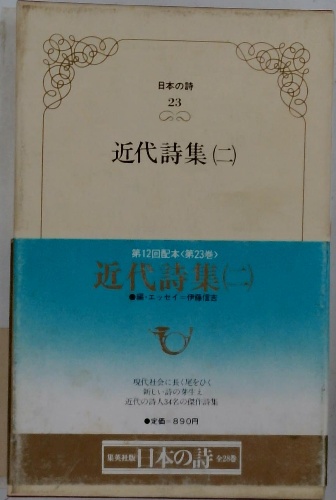 日本の詩
23
近代詩集(二)
第12回配本〈第23巻〉
近代詩集(二)
●編・エッセイ=伊藤信吉
現代社会に長く尾をひく
新しい詩の芽生え
近代の詩人34名の傑作詩集
●定価=890円
集英社版 日本の詩 全28巻